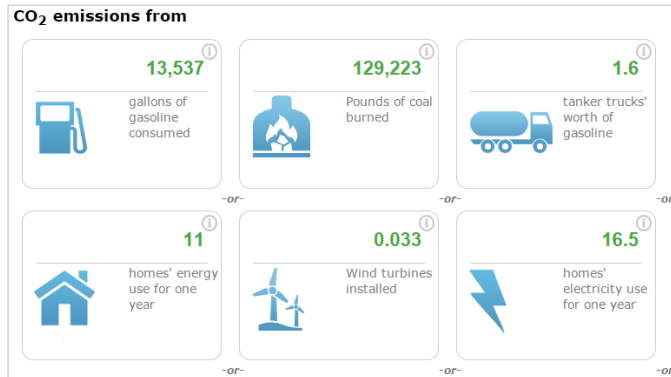 CO2 emissions from
13,537
gallons of
gasoline
consumed
129,223
Pounds of coal
burned
1.6
tanker trucks'
worth of
gasoline
-or-
-or-
-or
11
homes' energy
use for one
year
0.033
Wind turbines
installed
16.5
homes'
electricity use
for one year
-or-
-or-
-or